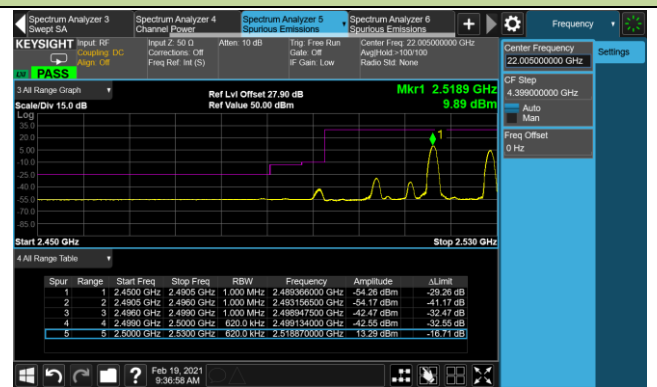 Spectrum Analyzer 3
Swept SA
Spectrum Analyzer 4
Channel Power
Spectrum Analyzer 5
Spurious Emissions
Spectrum Analyzer 6
Spurious Emissions
Frequency
KEYSIGHT
Input: RF
Coupling: DC
Align: Off
Input Z: 50 Ω
Corrections: Off
Freq Ref: Int (S)
Atten: 10 dB
Trig: Free Run
Gate: Off
IF Gain: Low
Center Freq: 22.005000000 GHz
Avg|Hold:>100/100
Radio Std: None
PASS
Center Frequency
22.005000000 GHz
Settings
CF Step
4.399000000 GHz
Auto
Man
Freq Offset
0 Hz
3 All Range Graph
Scale/Div 15.0 dB
Ref Lvl Offset 27.90 dB
Ref Value 50.00 dBm
Mkr1 2.5189 GHz
9.89 dBm
Log
35.0
20.0
5.00
-10.0
-25.0
-40.0
-55.0
-70.0
-85.0
1
Start 2.450 GHz
Stop 2.530 GHz
4 All Range Table
Spur Range Start Freq Stop Freq RBW Frequency Amplitude ΔLimit
1 1 2.4500 GHz 2.4905 GHz 1.000 MHz 2.489366000 GHz -54.26 dBm -29.26 dB
2 2 2.4905 GHz 2.4960 GHz 1.000 MHz 2.493156500 GHz -54.17 dBm -41.17 dB
3 3 2.4960 GHz 2.4990 GHz 1.000 MHz 2.498947500 GHz -42.47 dBm -32.47 dB
4 4 2.4990 GHz 2.5000 GHz 620.0 kHz 2.499134000 GHz -42.55 dBm -32.55 dB
5 5 2.5000 GHz 2.5300 GHz 620.0 kHz 2.518870000 GHz 13.29 dBm -16.71 dB
Feb 19, 2021
9:36:58 AM